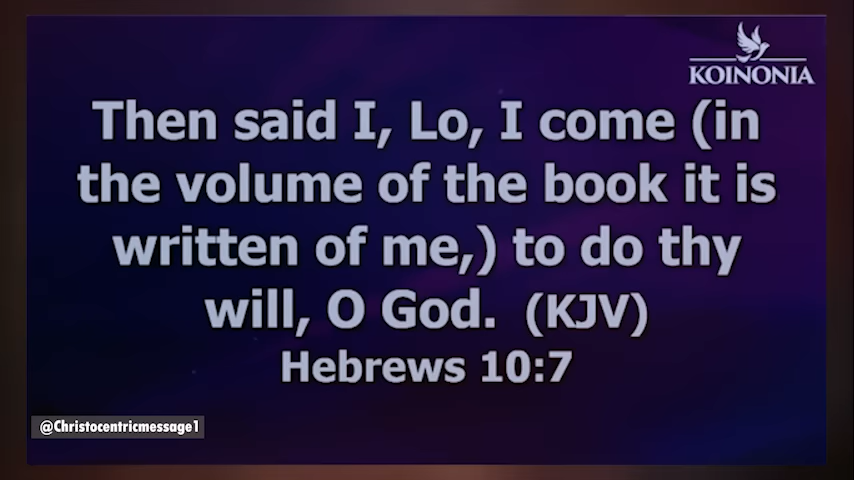 KOINONIA
Then said I, Lo, I come (in
the volume of the book it is
written of me,) to do thy
will, O God. (KJV)
Hebrews 10:7
@Christocentricmessage1